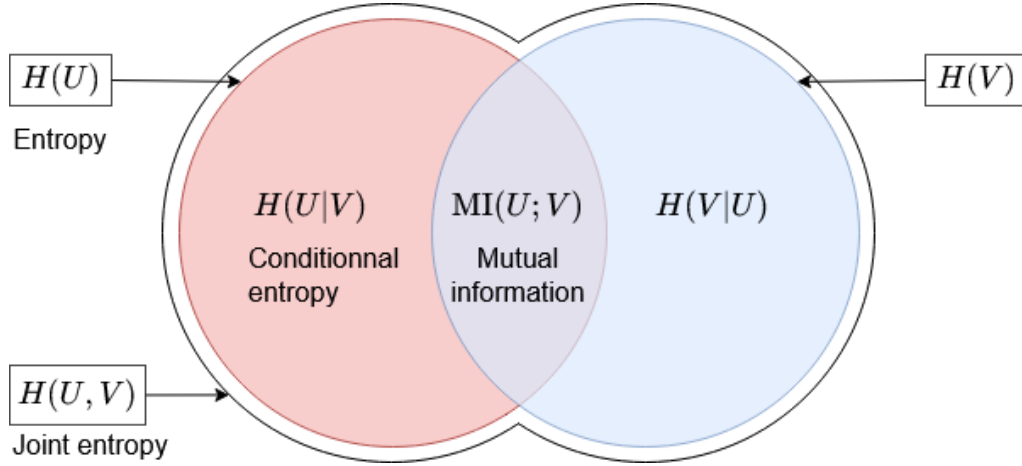 H(U)
H(V)
Entropy
H(U|V)
MI(U; V)
H(V|U)
Conditionnal
entropy
Mutual
information
H(U, V)
Joint entropy